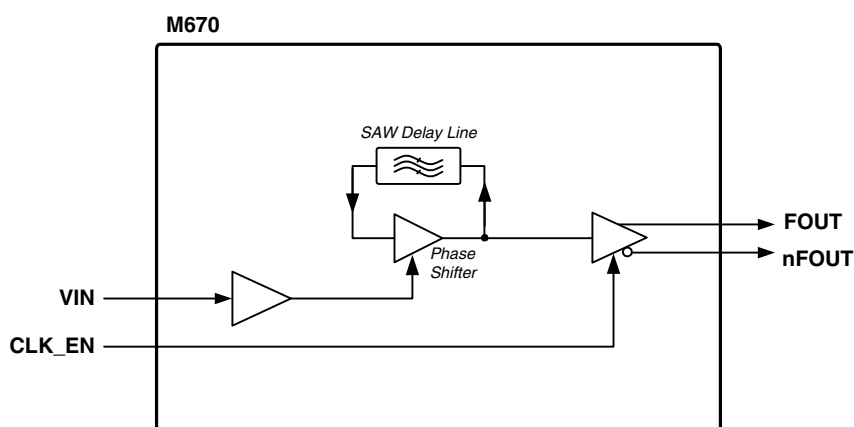 M670
SAW Delay Line
Phase
Shifter
FOUT
nFOUT
VIN
CLK_EN